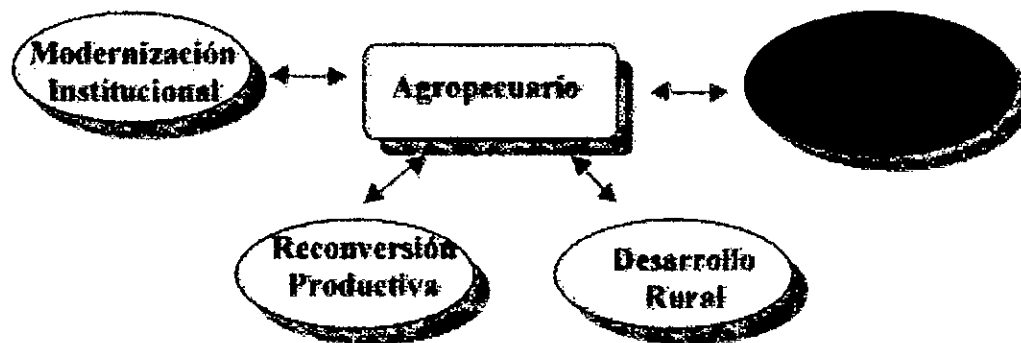 Modernización
Institucional
Agropecuario
Reconversión
Productiva
Desarrollo
Rural